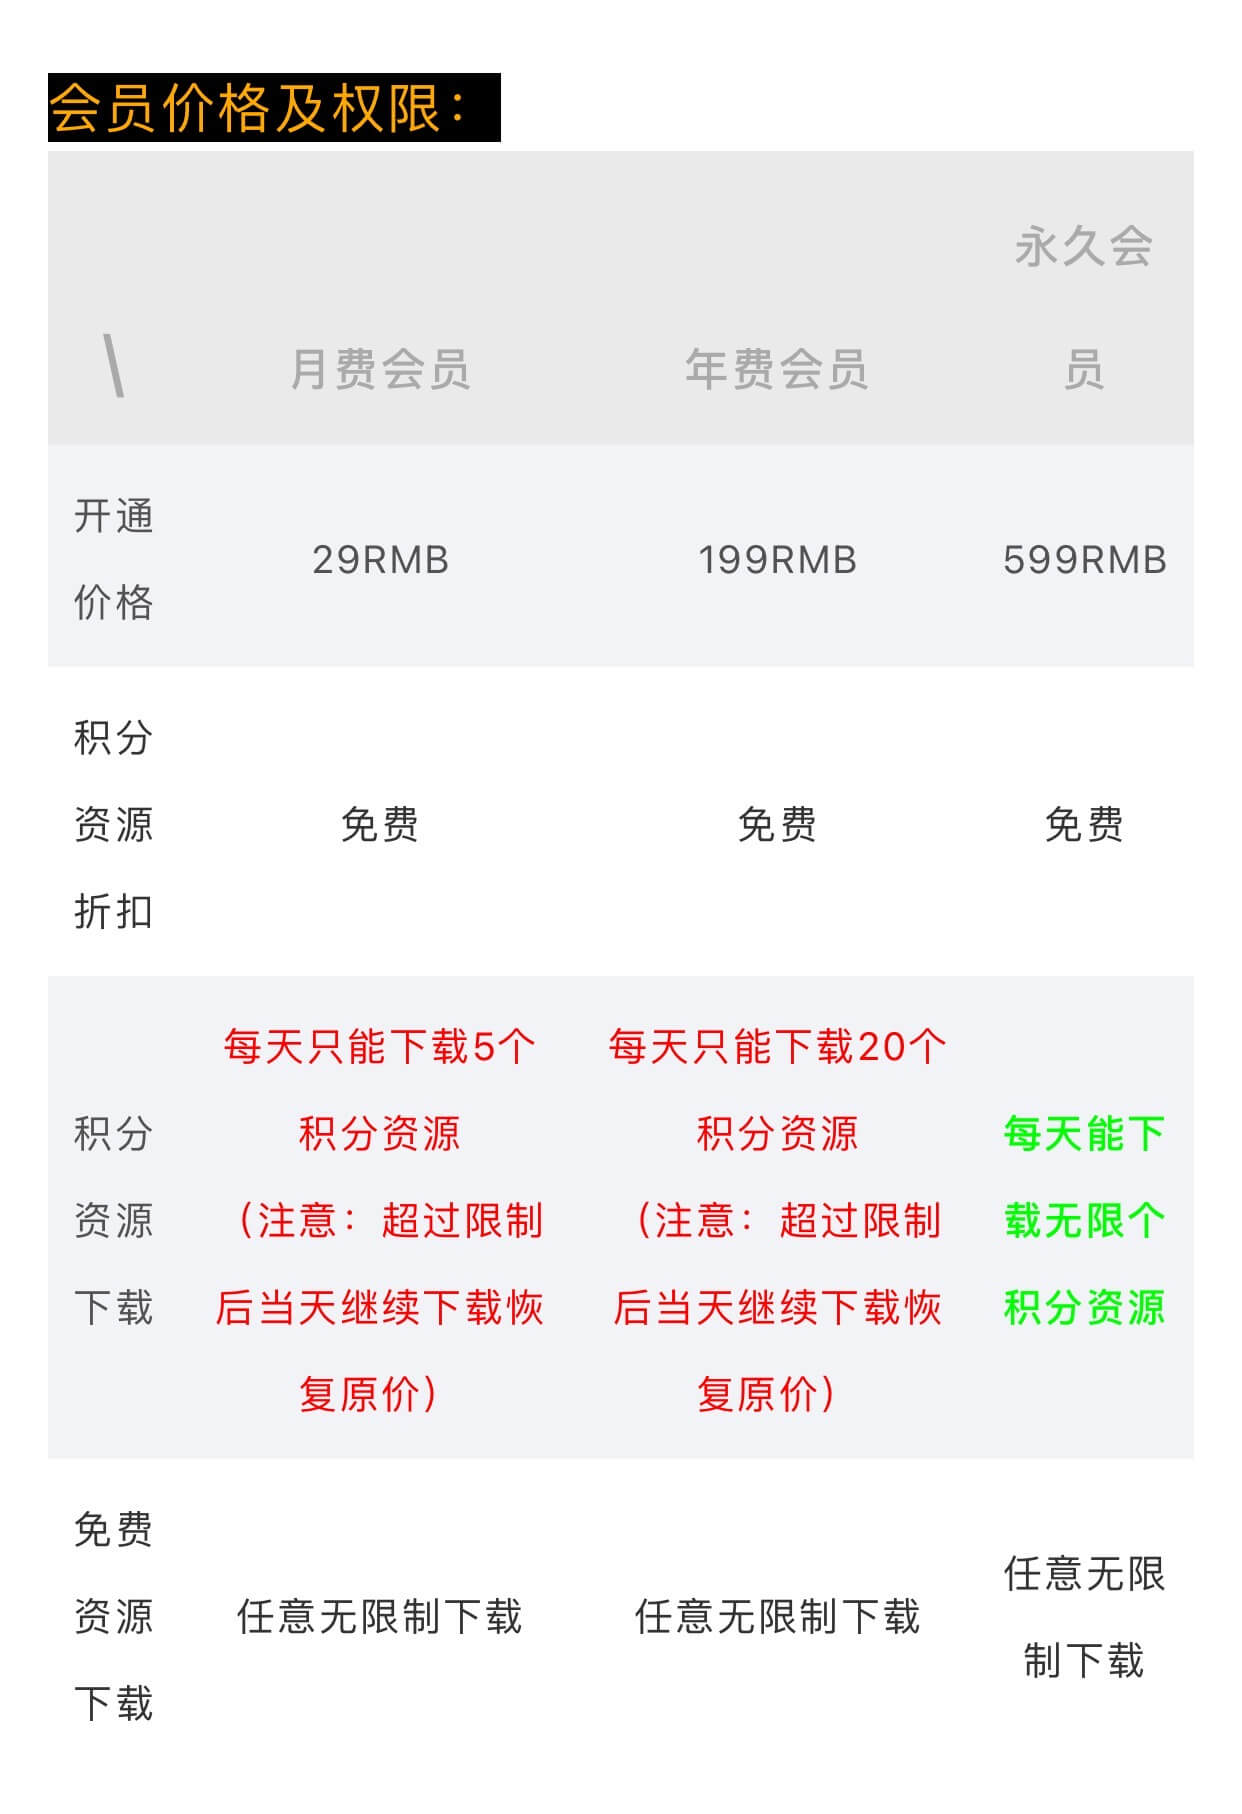 会员价格及权限：
\
月费会员
年费会员
永久会
员
开通
价格
29RMB
199RMB
599RMB
积分
资源
折扣
免费
免费
免费
积分
资源
下载
每天只能下载5个
积分资源
（注意：超过限制
后当天继续下载恢
复原价）
每天只能下载20个
积分资源
（注意：超过限制
后当天继续下载恢
复原价）
每天能下
载无限个
积分资源
免费
资源
下载
任意无限制下载
任意无限制下载
任意无限
制下载